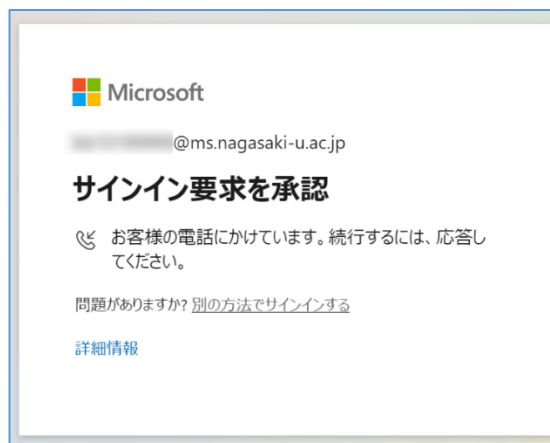 Microsoft
@ms.nagasaki-u.ac.jp
サインイン要求を承認
お客様の電話にかけています。続行するには、応答し
てください。
問題がありますか? 別の方法でサインインする
詳細情報